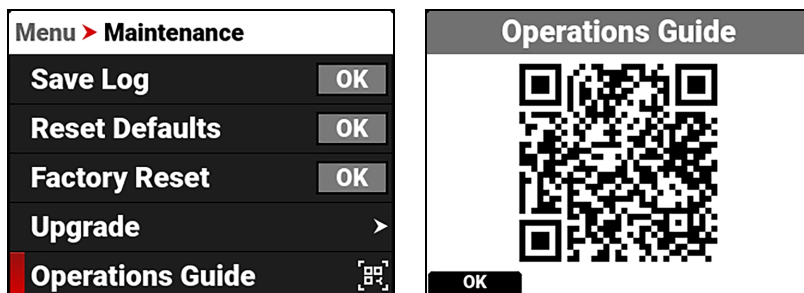 Menu > Maintenance
Save Log OK
Reset Defaults OK
Factory Reset OK
Upgrade >
Operations Guide
Operations Guide
OK